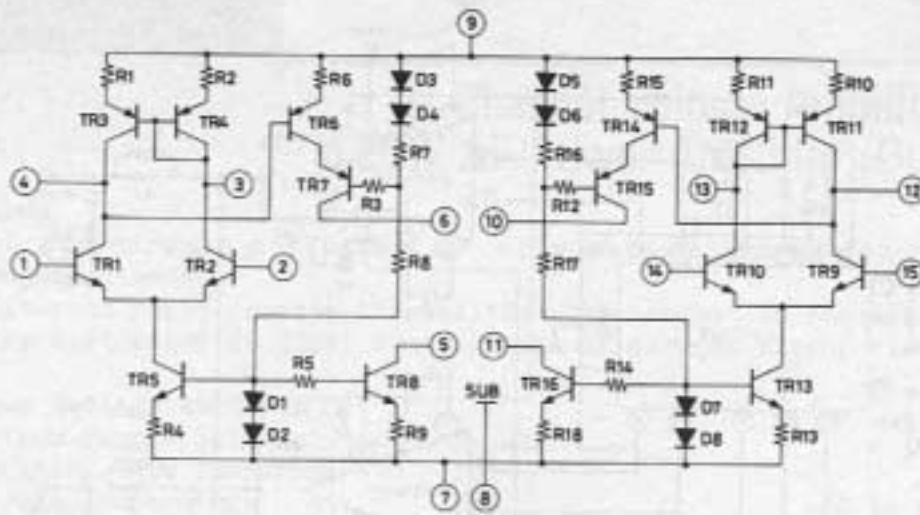 9
R1 R2 R6 D3 D5 R15 R11 R10
TR3 TR4 TR6 D4 D6 TR14 TR12 TR11
R7 R16
4 3 TR7 R3 R12 TR15 13 12
6 10
1 TR1 TR2 2 R8 R17 14 TR10 TR9 15
5 11
TR5 R5 TR8 SUB TR16 R14 TR13
D1 D7
R4 D2 R9 R18 D8 R13
7 8